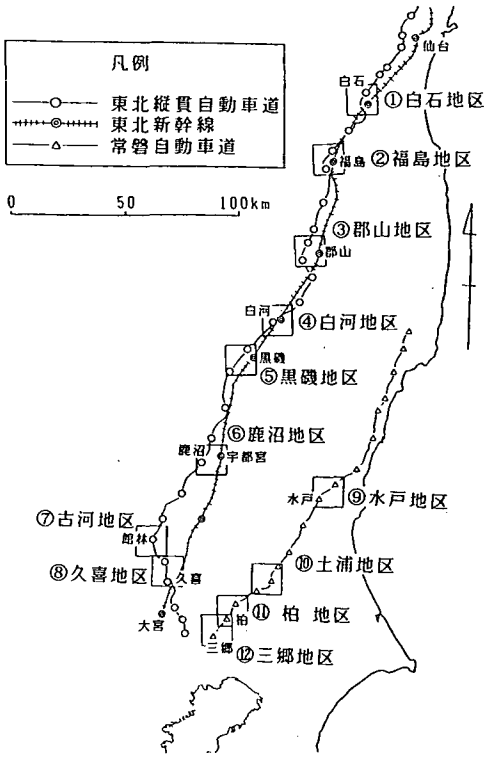 凡例
東北縦貫自動車道
東北新幹線
常磐自動車道
0 50 100km
仙台
白石
①白石地区
福島
②福島地区
③郡山地区
郡山
白河
④白河地区
黒磯
⑤黒磯地区
⑥鹿沼地区
鹿沼
宇都宮
水戸
⑨水戸地区
⑦古河地区
館林
⑧久喜地区
久喜
⑩土浦地区
大宮
柏
⑪柏 地区
三郷
⑫三郷地区